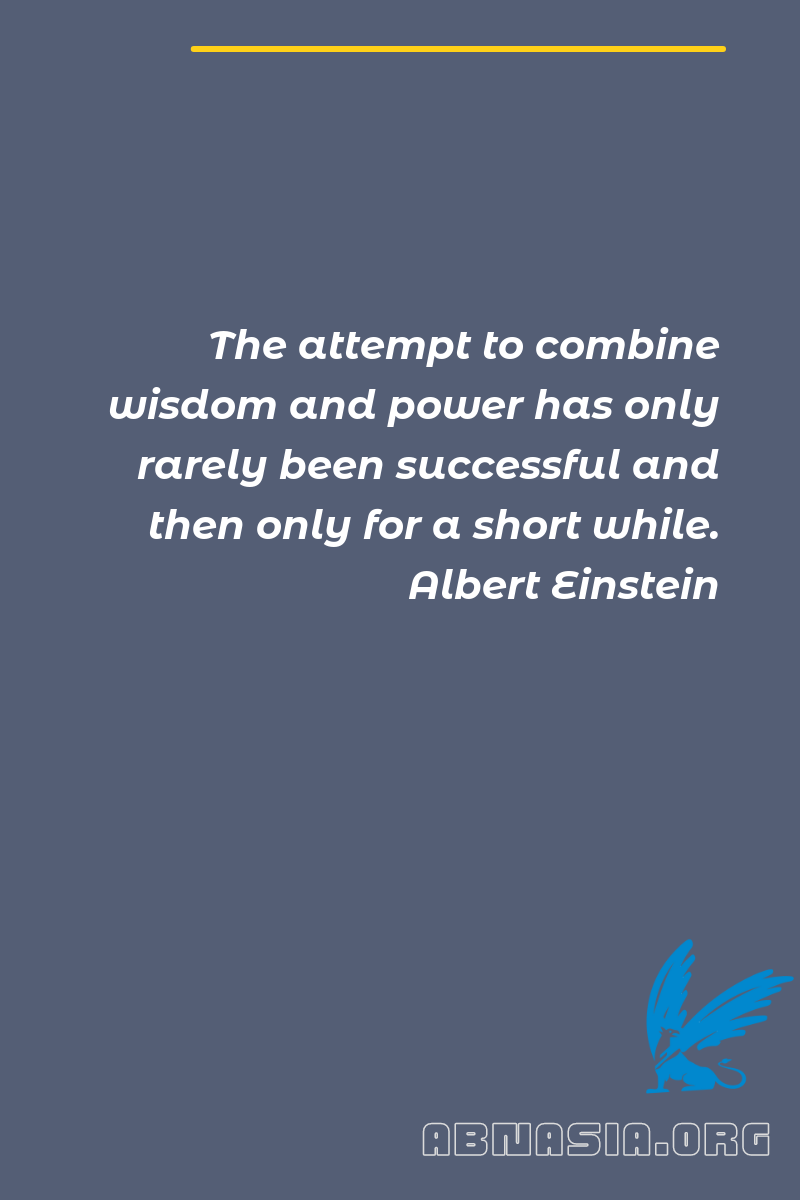 The attempt to combine
wisdom and power has only
rarely been successful and
then only for a short while.
Albert Einstein
ABNASIA.ORG